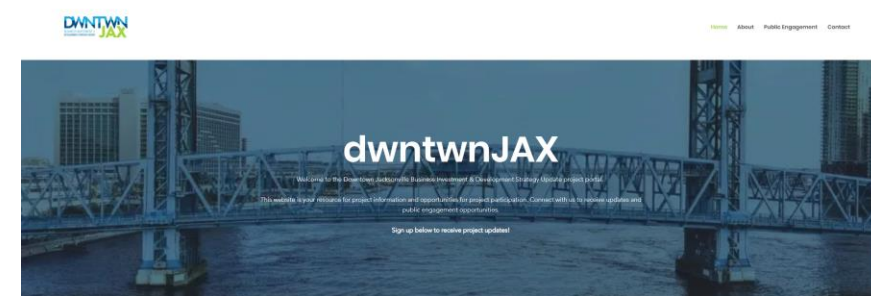 DWNTWN
JAX
Home About Public Engagement Contact
dwntwnJAX
Welcome to the Downtown Jacksonville Business Investment & Development Strategy Update project portal.
This website is your resource for project information and opportunities for project participation. Connect with us to receive updates and
public engagement opportunities.
Sign up below to receive project updates!